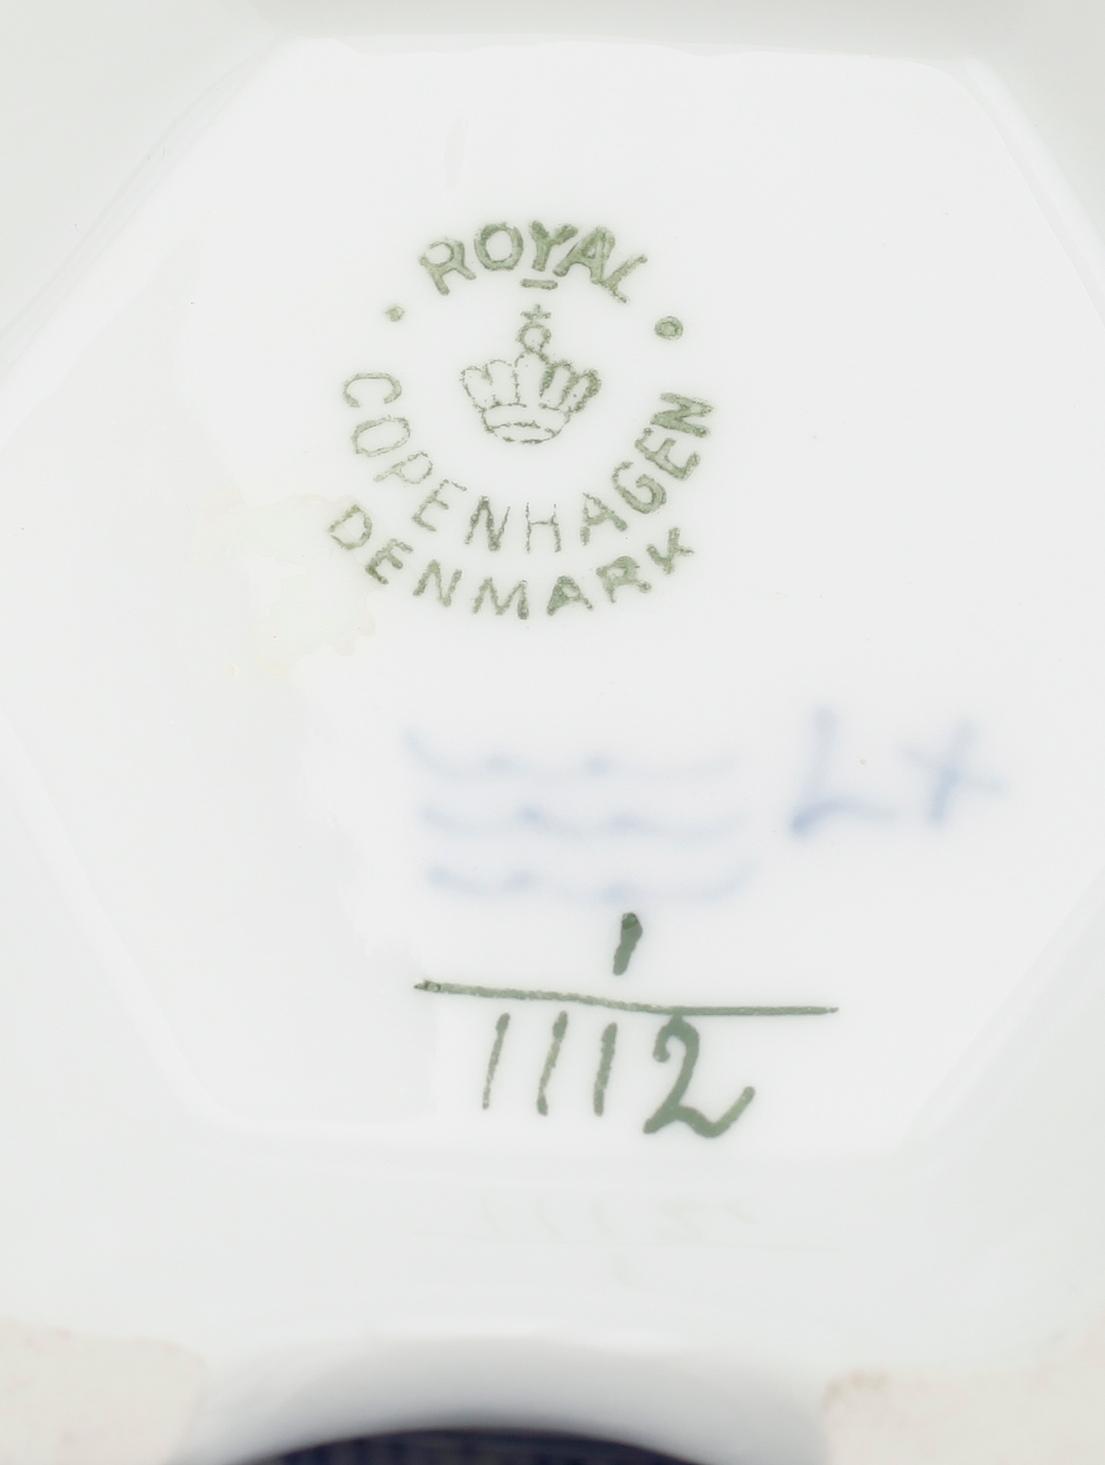 ROYAL
COPENHAGEN
DENMARK
L+
1
1112